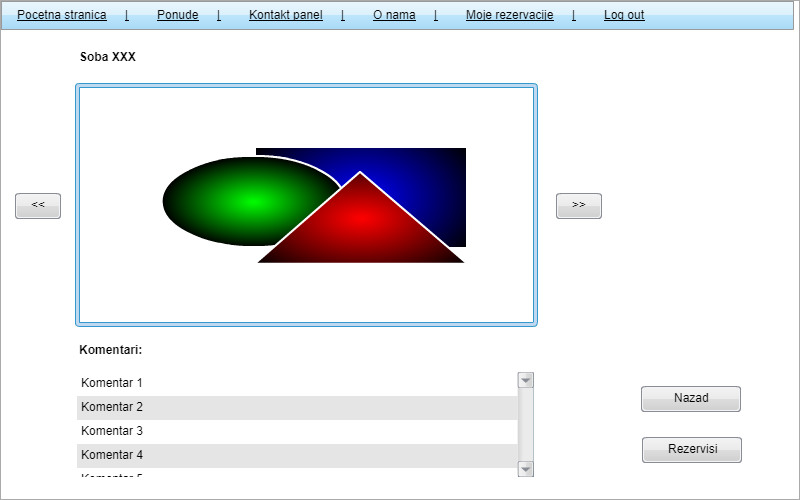 Pocetna stranica | Ponude | Kontakt panel | O nama | Moje rezervacije | Log out
Soba XXX
<< >>
Komentari:
Komentar 1
Komentar 2
Komentar 3
Komentar 4
Nazad
Rezervisi